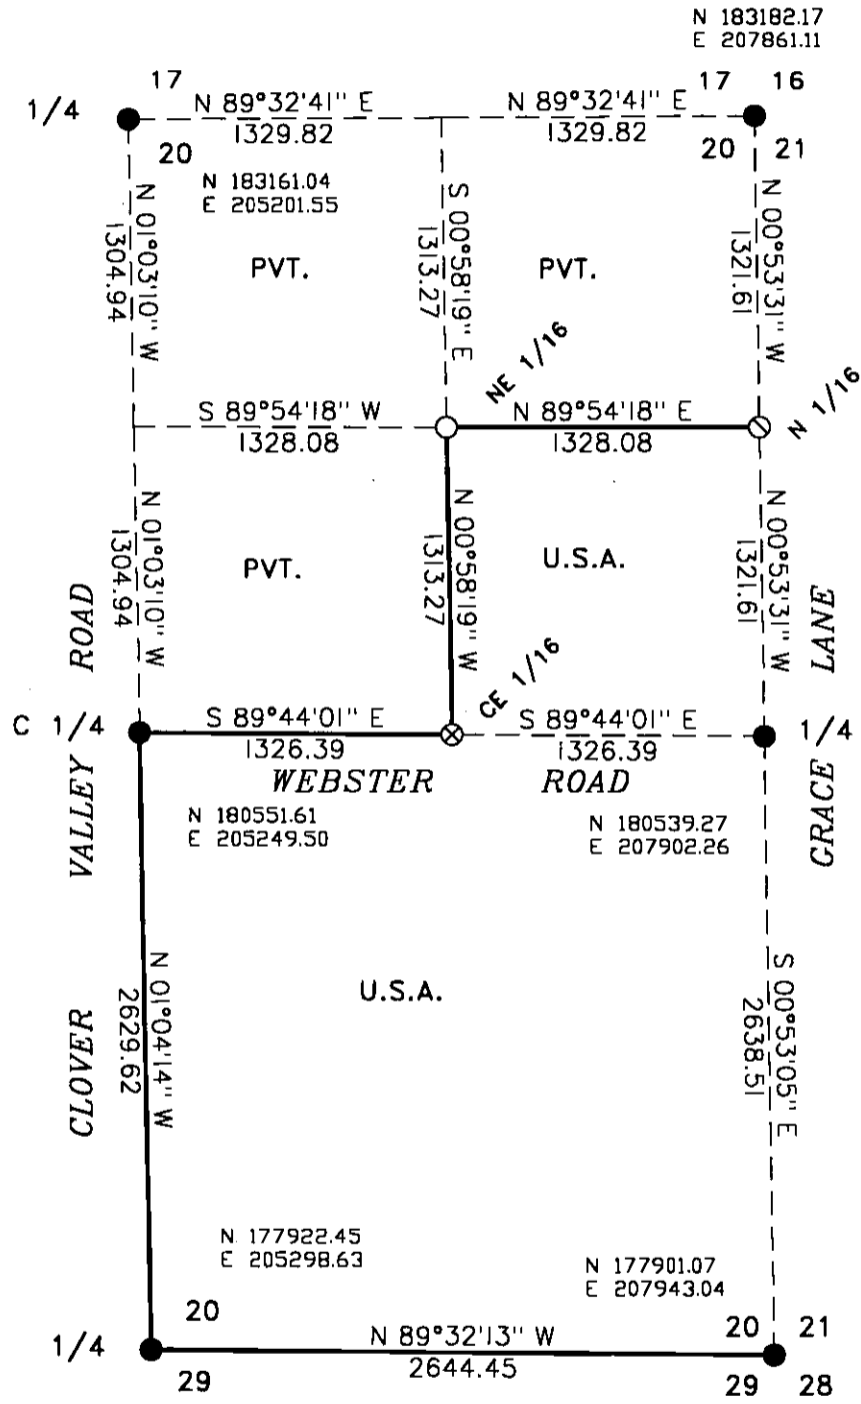 N 183182.17
E 207861.11
17
17 16
1/4
N 89°32'41" E
1329.82
N 89°32'41" E
1329.82
20
20 21
N 183161.04
E 205201.55
N 01°03'10" W
1304.94
S 00°58'19" E
1313.27
N 00°53'31" W
1321.61
PVT.
PVT.
NE 1/16
N 1/16
S 89°54'18" W
1328.08
N 89°54'18" E
1328.08
N 01°03'10" W
1304.94
N 00°58'19" W
1313.27
N 00°53'31" W
1321.61
PVT.
U.S.A.
CE 1/16
C 1/4
S 89°44'01" E
1326.39
S 89°44'01" E
1326.39
1/4
WEBSTER ROAD
CLOVER VALLEY ROAD
GRACE LANE
N 180551.61
E 205249.50
N 180539.27
E 207902.26
N 01°04'14" W
2629.62
U.S.A.
S 00°53'05" E
2638.51
N 177922.45
E 205298.63
N 177901.07
E 207943.04
20
20 21
1/4
N 89°32'13" W
2644.45
29
29 28